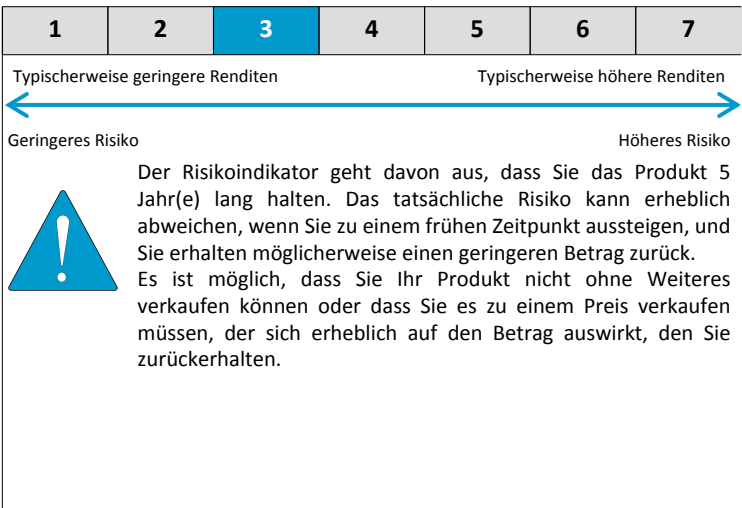 1 2 3 4 5 6 7
Typischerweise geringere Renditen Typischerweise höhere Renditen
Geringeres Risiko Höheres Risiko
Der Risikoindikator geht davon aus, dass Sie das Produkt 5
Jahr(e) lang halten. Das tatsächliche Risiko kann erheblich
abweichen, wenn Sie zu einem frühen Zeitpunkt aussteigen, und
Sie erhalten möglicherweise einen geringeren Betrag zurück.
Es ist möglich, dass Sie Ihr Produkt nicht ohne Weiteres
verkaufen können oder dass Sie es zu einem Preis verkaufen
müssen, der sich erheblich auf den Betrag auswirkt, den Sie
zurückerhalten.